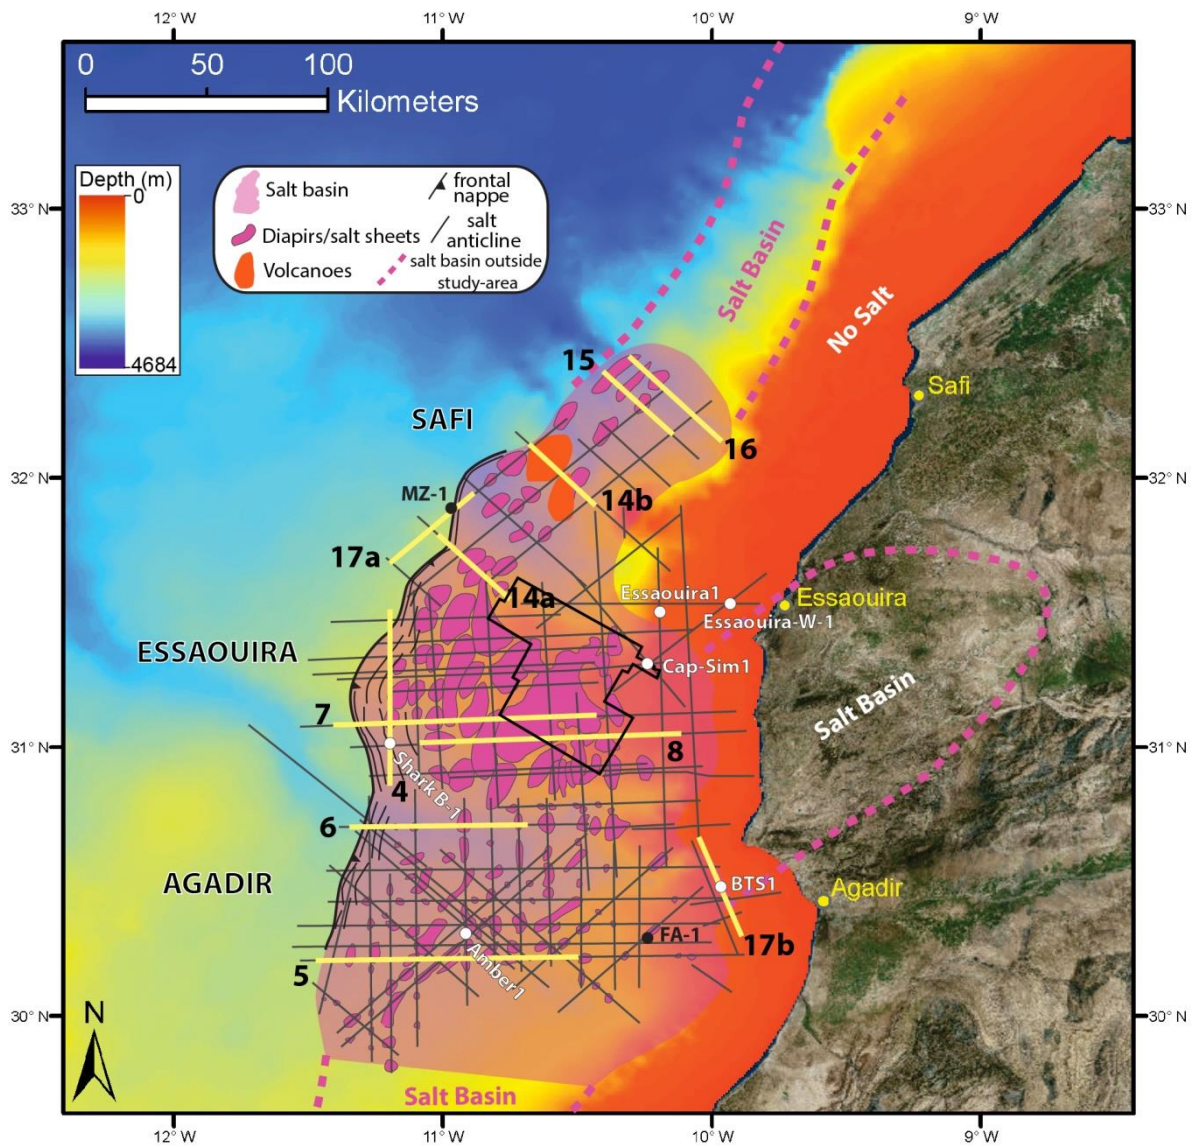 12° W
11° W
10° W
9° W
0
50
100
Kilometers
Depth (m)
0
4684
Salt basin
Diapirs/salt sheets
Volcanoes
frontal
nappe
salt
anticline
salt basin outside
study-area
33° N
33° N
Salt Basin
No Salt
15
Safi
SAFI
16
32° N
32° N
MZ-1
14b
17a
14a
Essaouira1
Essaouira
Essaouira-W-1
ESSAOUIRA
Cap-Sim1
Salt Basin
7
31° N
31° N
8
Shark B-1
4
6
AGADIR
BTS1
Agadir
FA-1
17b
Amber1
5
30° N
30° N
N
Salt Basin
12° W
11° W
10° W
9° W